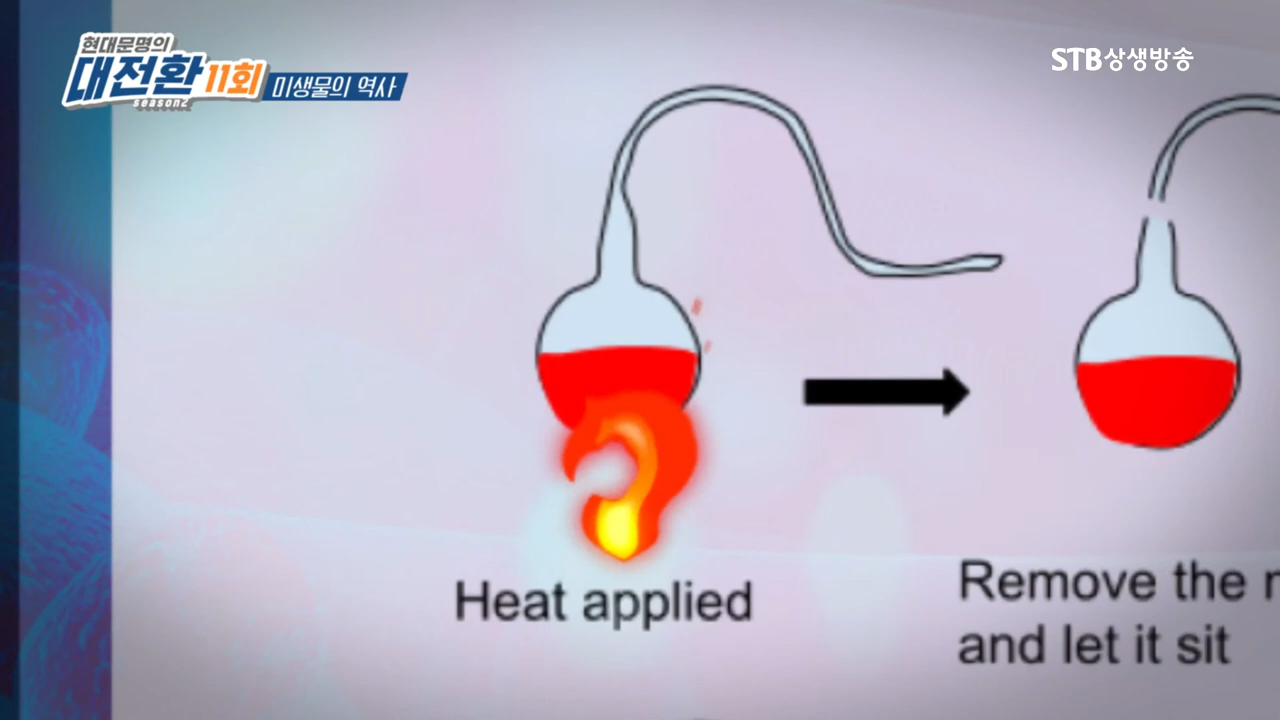 현대문명의
대전환 11회 미생물의 역사
season2
STB상생방송
Heat applied
Remove the
and let it sit